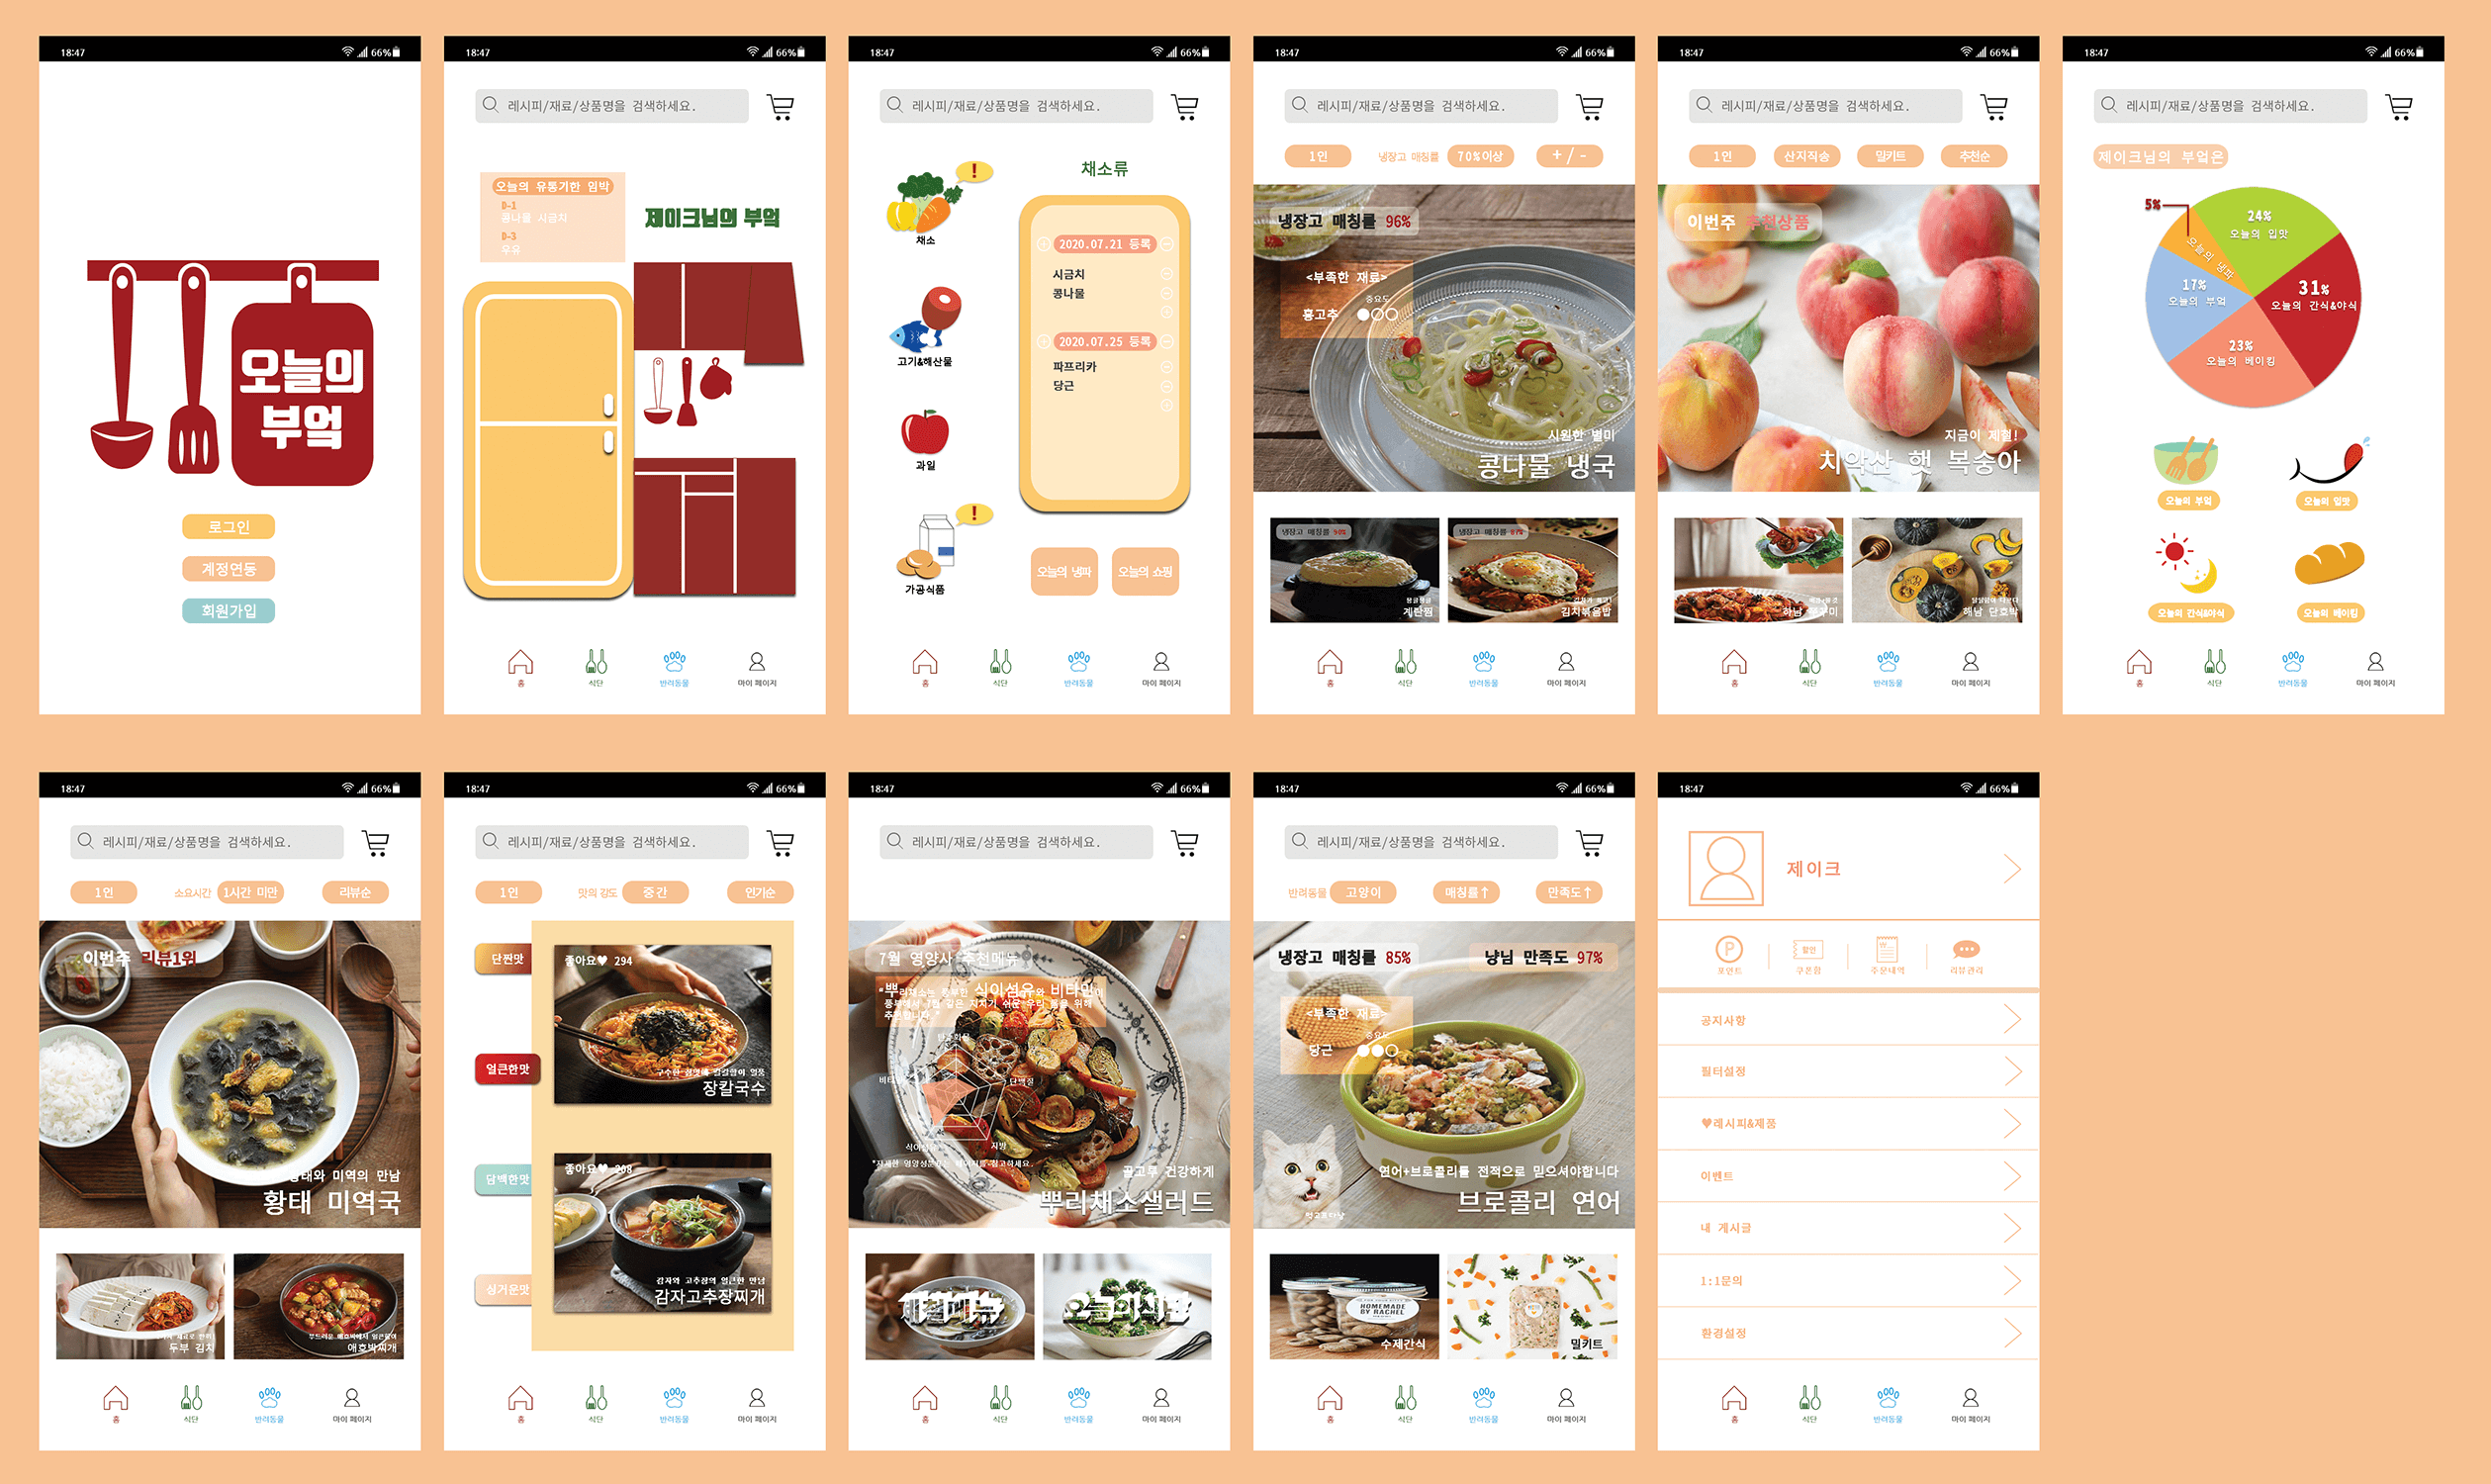 18:47
66%
오늘의
부엌
로그인
계정연동
회원가입
18:47
66%
레시피/재료/상품명을 검색하세요.
오늘의 유통기한 임박
D-1
콩나물 시금치
D-3
우유
제이크님의 부엌
홈
식단
반려동물
마이 페이지
18:47
66%
레시피/재료/상품명을 검색하세요.
!
채소
고기&해산물
과일
!
가공식품
채소류
2020.07.21 등록
시금치
콩나물
2020.07.25 등록
파프리카
당근
오늘의 냉파
오늘의 쇼핑
홈
식단
반려동물
마이 페이지
18:47
66%
레시피/재료/상품명을 검색하세요.
1인
냉장고 매칭률
70%이상
+ / -
냉장고 매칭률 96%
<부족한 재료>
중요도
홍고추
시원한 별미
콩나물 냉국
냉장고 매칭률 90%
계란찜
냉장고 매칭률 87%
김치볶음밥
홈
식단
반려동물
마이 페이지
18:47
66%
레시피/재료/상품명을 검색하세요.
1인
산지직송
밀키트
추천순
이번주 추천상품
지금이 제철!
치악산 햇 복숭아
하남 쭈꾸미
해남 단호박
홈
식단
반려동물
마이 페이지
18:47
66%
레시피/재료/상품명을 검색하세요.
제이크님의 부엌은
5%
오늘의 냉파
24%
오늘의 입맛
17%
오늘의 부엌
31%
오늘의 간식&야식
23%
오늘의 베이킹
오늘의 부엌
오늘의 입맛
오늘의 간식&야식
오늘의 베이킹
홈
식단
반려동물
마이 페이지
18:47
66%
레시피/재료/상품명을 검색하세요.
1인
소요시간
1시간 미만
리뷰순
이번주 리뷰1위
황태와 미역의 만남
황태 미역국
두부 김치
애호박찌개
홈
식단
반려동물
마이 페이지
18:47
66%
레시피/재료/상품명을 검색하세요.
1인
맛의 강도
중간
인기순
단짠맛
얼큰한맛
담백한맛
싱거운맛
좋아요♥ 294
장칼국수
좋아요♥ 208
감자와 고추장의 얼큰한 만남
감자고추장찌개
홈
식단
반려동물
마이 페이지
18:47
66%
레시피/재료/상품명을 검색하세요.
7월 영양사 추천메뉴
식이섬유
비타민
추천합니다."
단백질
지방
골고루 건강하게
뿌리채소샐러드
오늘의식단
홈
식단
반려동물
마이 페이지
18:47
66%
레시피/재료/상품명을 검색하세요.
반려동물
고양이
매칭률↑
만족도↑
냉장고 매칭률 85%
냥님 만족도 97%
<부족한 재료>
중요도
당근
연어+브로콜리를 전적으로 믿으셔야합니다
브로콜리 연어
HOMEMADE
BY RACHEL
수제간식
밀키트
홈
식단
반려동물
마이 페이지
18:47
66%
제이크
P
포인트
할인
쿠폰함
주문내역
리뷰관리
공지사항
필터설정
♥레시피&제품
이벤트
내 게시글
1:1문의
환경설정
홈
식단
반려동물
마이 페이지